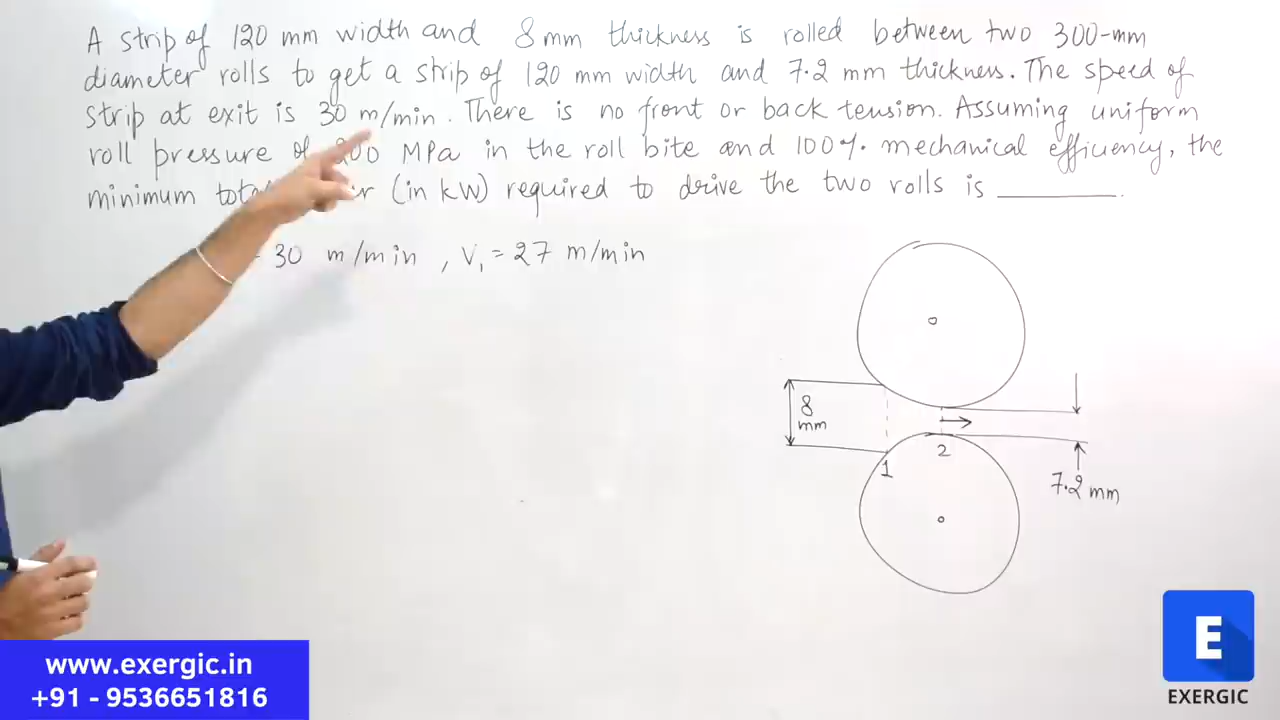 A strip of 120 mm width and 8 mm thickness is rolled between two 300-mm
diameter rolls to get a strip of 120 mm width and 7.2 mm thickness. The speed of
strip at exit is 30 m/min. There is no front or back tension. Assuming uniform
roll pressure of 200 MPa in the roll bite and 100% mechanical efficiency, the
minimum total (in kW) required to drive the two rolls is ________.
= 30 m/min, V₁ = 27 m/min
8
mm
1
2
7.2 mm
E
EXERGIC
www.exergic.in
+91 - 9536651816